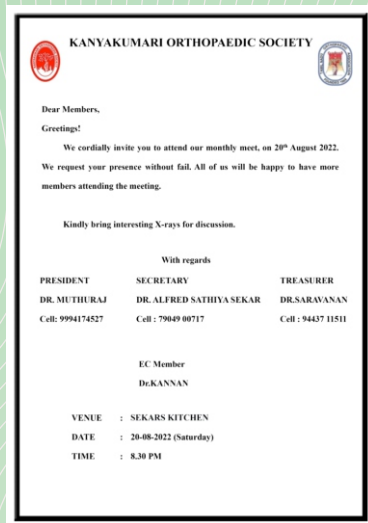 KANYAKUMARI ORTHOPAEDIC SOCIETY
Dear Members,
Greetings!
We cordially invite you to attend our monthly meet, on 20th August 2022.
We request your presence without fail. All of us will be happy to have more
members attending the meeting.
Kindly bring interesting X-rays for discussion.
With regards
PRESIDENT SECRETARY TREASURER
DR. MUTHURAJ DR. ALFRED SATHIYA SEKAR DR.SARAVANAN
Cell: 9994174527 Cell : 79049 00717 Cell : 94437 11511
EC Member
Dr.KANNAN
VENUE : SEKARS KITCHEN
DATE : 20-08-2022 (Saturday)
TIME : 8.30 PM